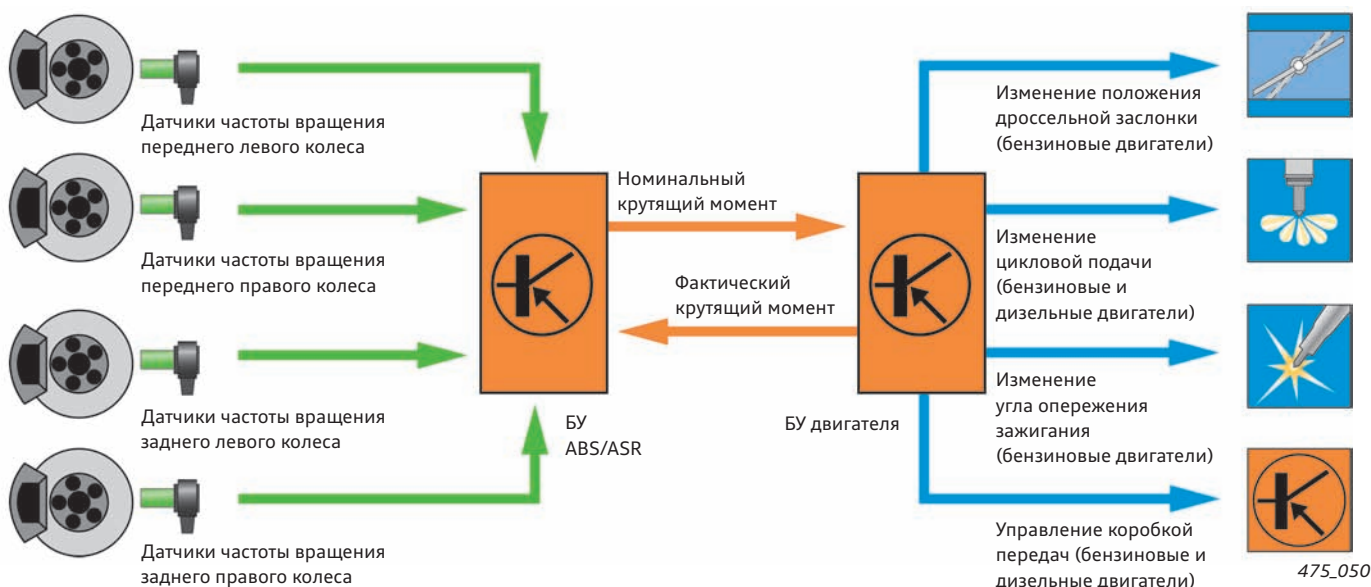 Датчики частоты вращения
переднего левого колеса
Датчики частоты вращения
переднего правого колеса
Датчики частоты вращения
заднего левого колеса
Датчики частоты вращения
заднего правого колеса
БУ
ABS/ASR
Номинальный
крутящий момент
Фактический
крутящий момент
БУ двигателя
Изменение положения
дроссельной заслонки
(бензиновые двигатели)
Изменение
цикловой подачи
(бензиновые и
дизельные двигатели)
Изменение
угла опережения
зажигания
(бензиновые двигатели)
Управление коробкой
передач (бензиновые и
дизельные двигатели)
475_050